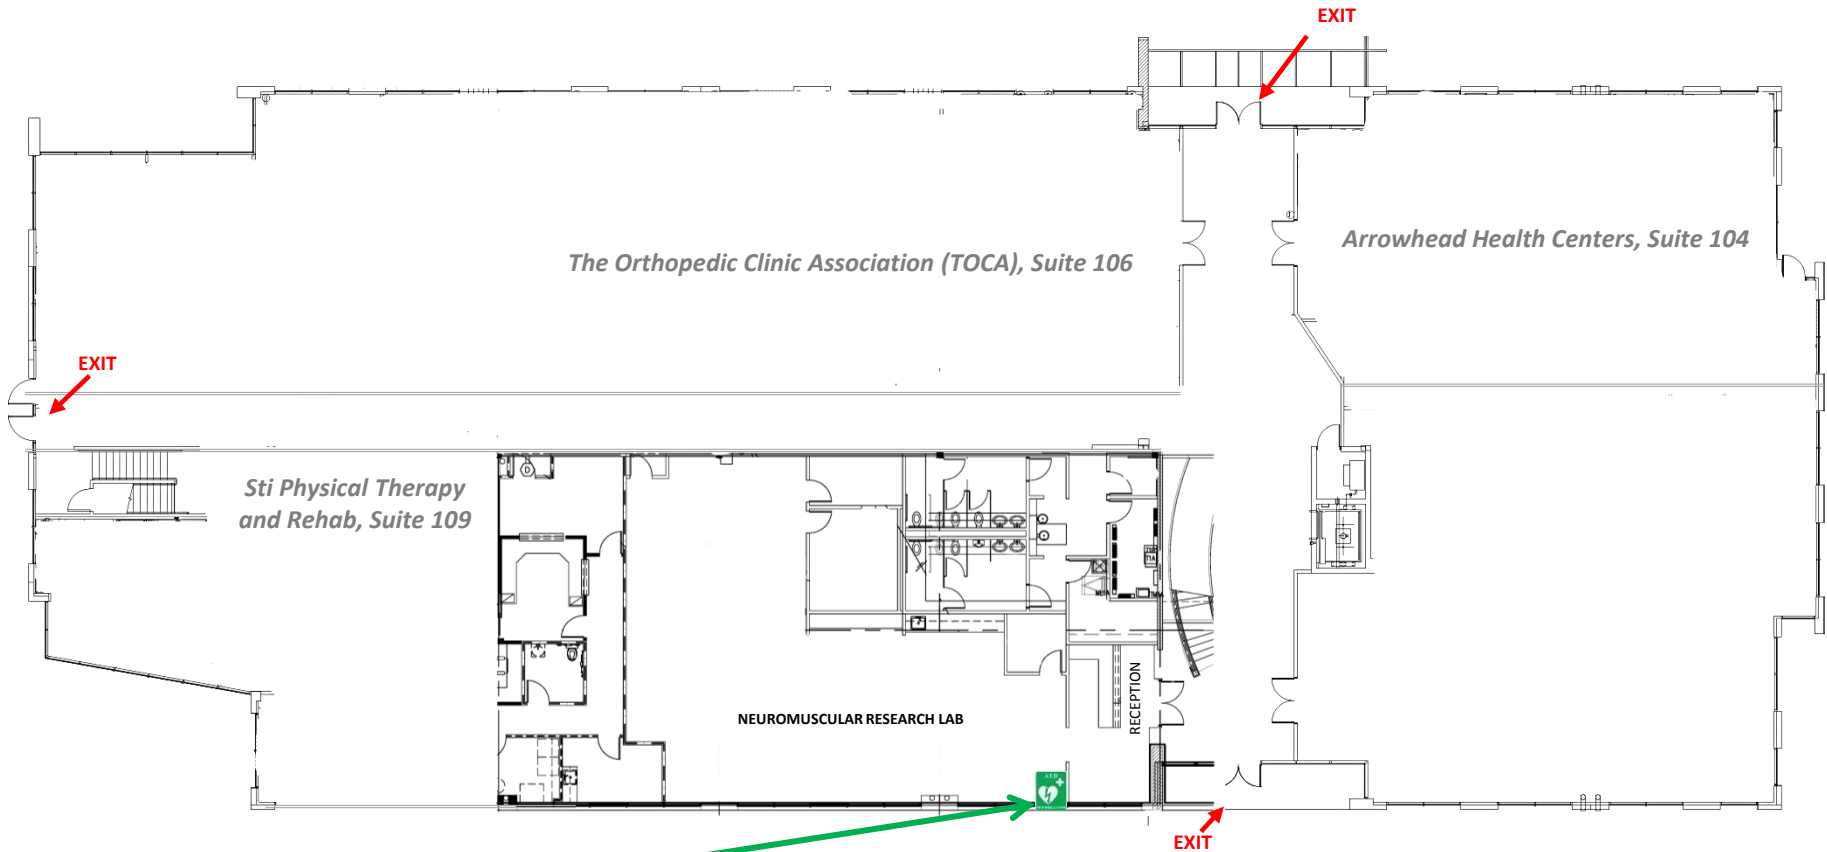 EXIT
Arrowhead Health Centers, Suite 104
The Orthopedic Clinic Association (TOCA), Suite 106
EXIT
Sti Physical Therapy
and Rehab, Suite 109
D
RECEPTION
NEUROMUSCULAR RESEARCH LAB
AED
EXIT